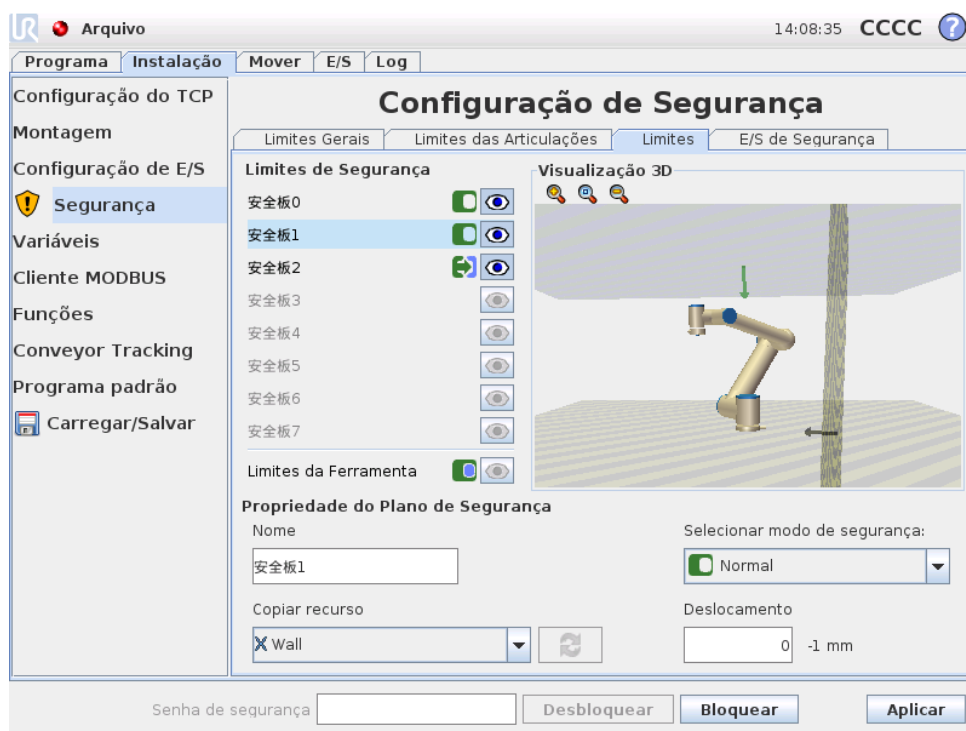 UR Arquivo 14:08:35 CCCC ?
Programa Instalação Mover E/S Log
Configuração do TCP
Montagem
Configuração de E/S
Segurança
Variáveis
Cliente MODBUS
Funções
Conveyor Tracking
Programa padrão
Carregar/Salvar
Configuração de Segurança
Limites Gerais Limites das Articulações Limites E/S de Segurança
Limites de Segurança
安全板0
安全板1
安全板2
安全板3
安全板4
安全板5
安全板6
安全板7
Limites da Ferramenta
Visualização 3D
Propriedade do Plano de Segurança
Nome
安全板1
Selecionar modo de segurança:
Normal
Copiar recurso
Wall
Deslocamento
0 -1 mm
Senha de segurança Desbloquear Bloquear Aplicar